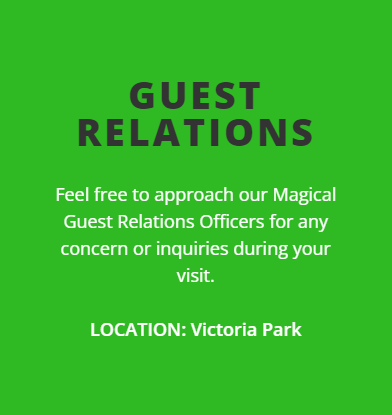 GUEST
RELATIONS
Feel free to approach our Magical
Guest Relations Officers for any
concern or inquiries during your
visit.
LOCATION: Victoria Park